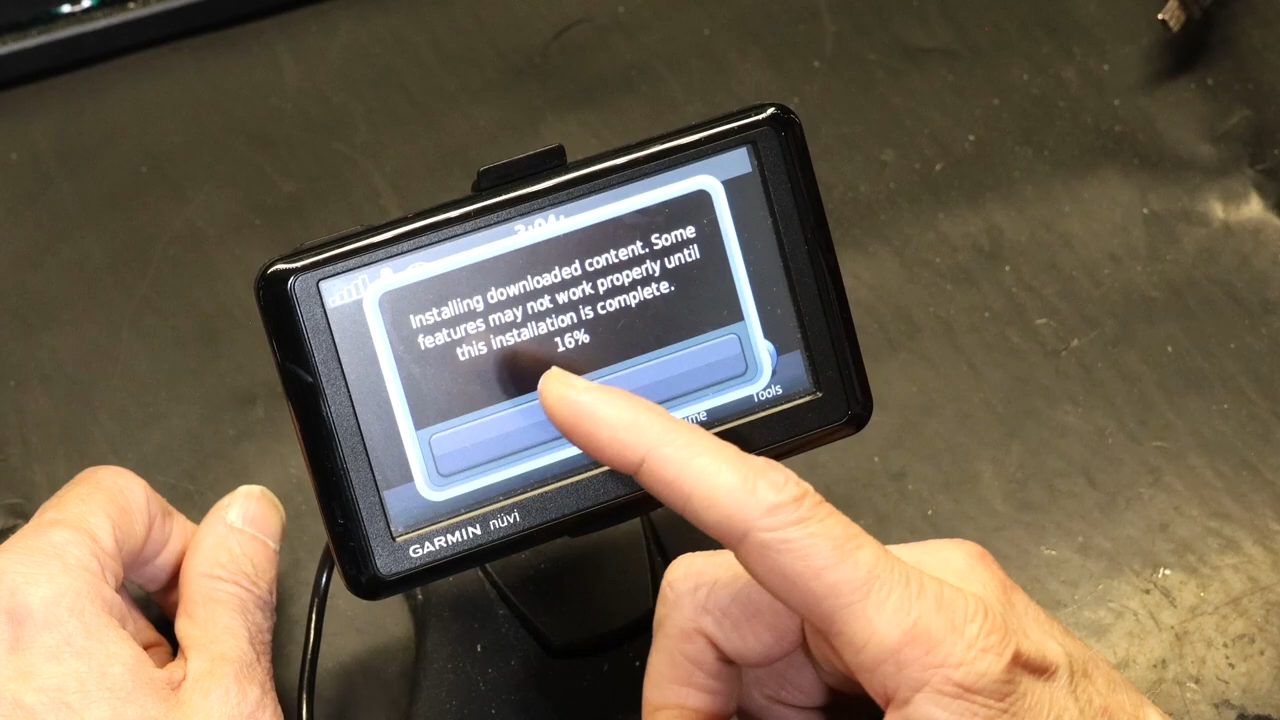 Installing downloaded content. Some
features may not work properly until
this installation is complete.
16%
Tools
GARMIN nüvi